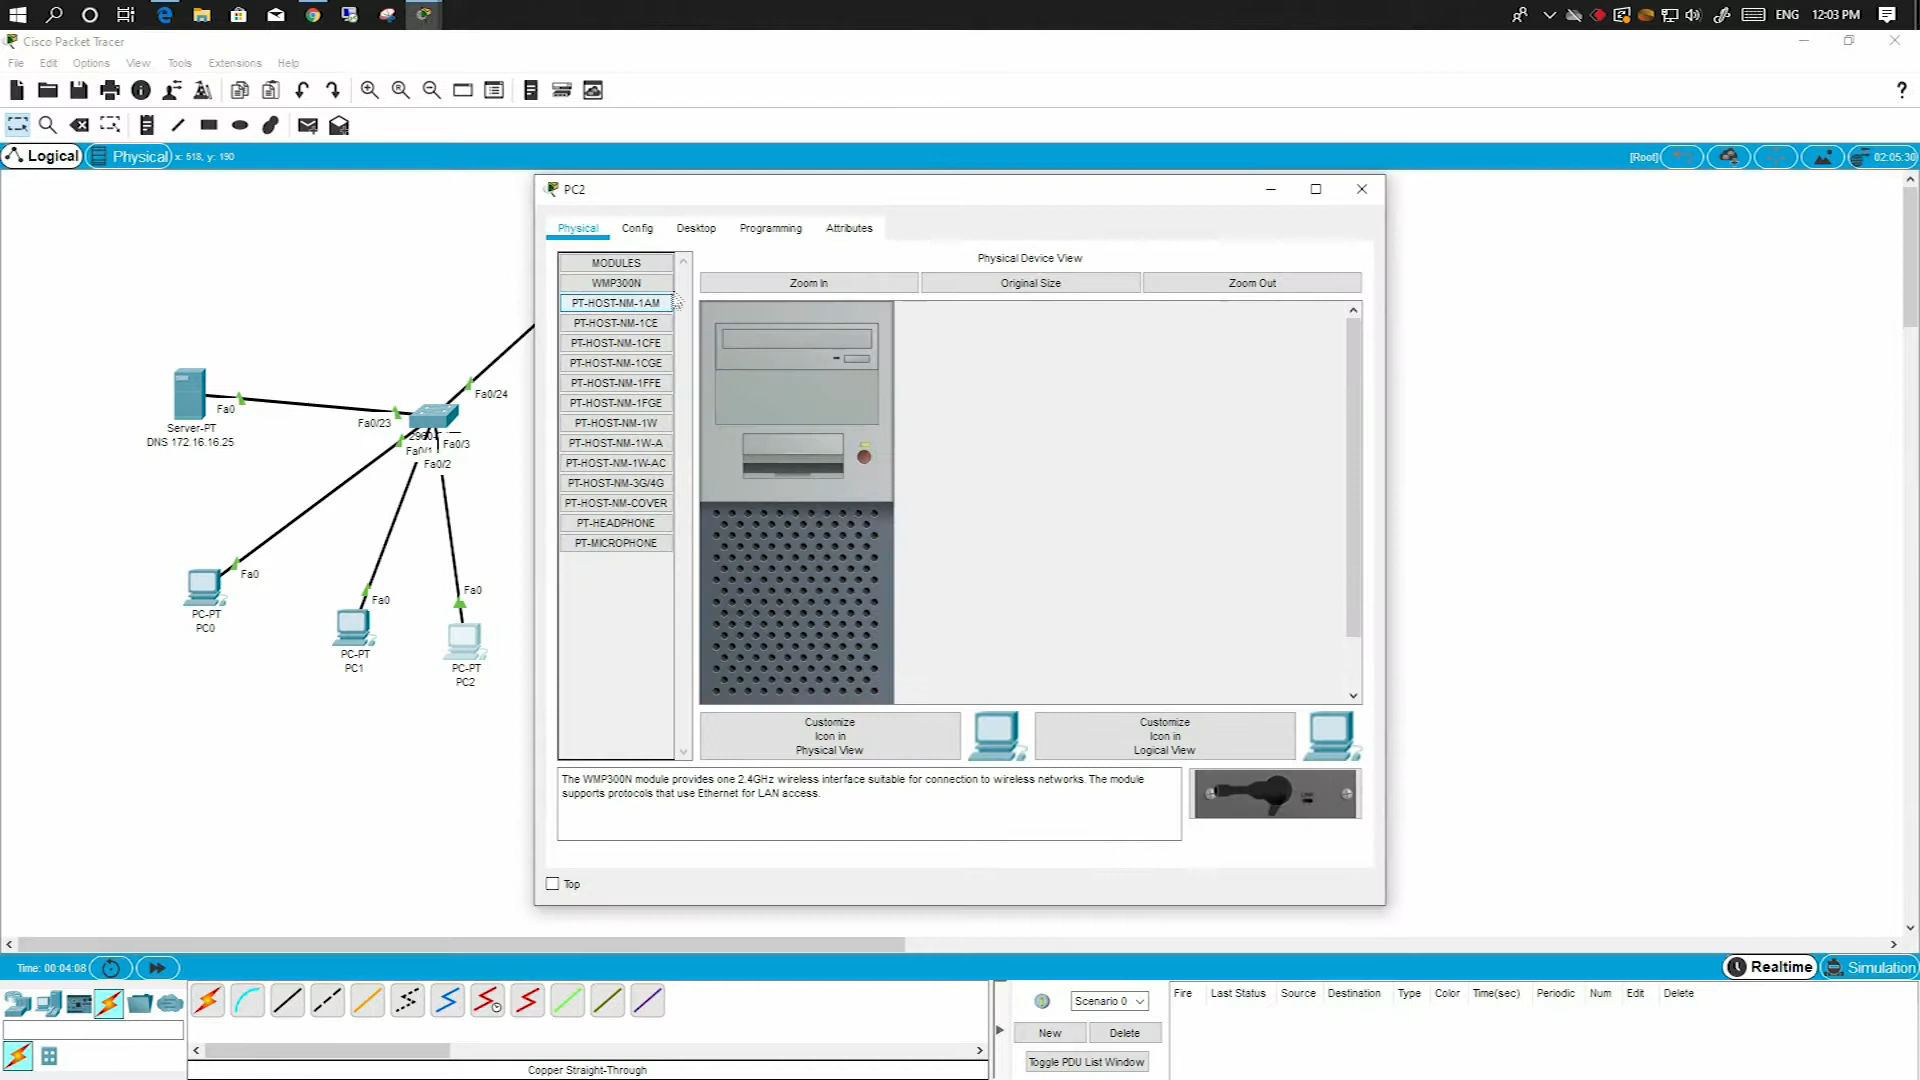 ENG
12:03 PM
Cisco Packet Tracer
File Edit Options View Tools Extensions Help
?
Logical
Physical
x: 518, y: 190
[Root]
02:05:30
PC2
Physical Config Desktop Programming Attributes
MODULES
WMP300N
PT-HOST-NM-1AM
PT-HOST-NM-1CE
PT-HOST-NM-1CFE
PT-HOST-NM-1CGE
PT-HOST-NM-1FFE
PT-HOST-NM-1FGE
PT-HOST-NM-1W
PT-HOST-NM-1W-A
PT-HOST-NM-1W-AC
PT-HOST-NM-3G/4G
PT-HOST-NM-COVER
PT-HEADPHONE
PT-MICROPHONE
Physical Device View
Zoom In
Original Size
Zoom Out
Customize
Icon in
Physical View
Customize
Icon in
Logical View
The WMP300N module provides one 2.4GHz wireless interface suitable for connection to wireless networks. The module
supports protocols that use Ethernet for LAN access.
Top
Fa0/24
Fa0
Fa0/23
Server-PT
DNS 172.16.16.25
Fa0/3
Fa0/1
Fa0/2
Fa0
PC-PT
PC0
Fa0
PC-PT
PC1
Fa0
PC-PT
PC2
Time: 00:04:08
Realtime
Simulation
Scenario 0
New
Delete
Toggle PDU List Window
Fire Last Status Source Destination Type Color Time(sec) Periodic Num Edit Delete
Copper Straight-Through